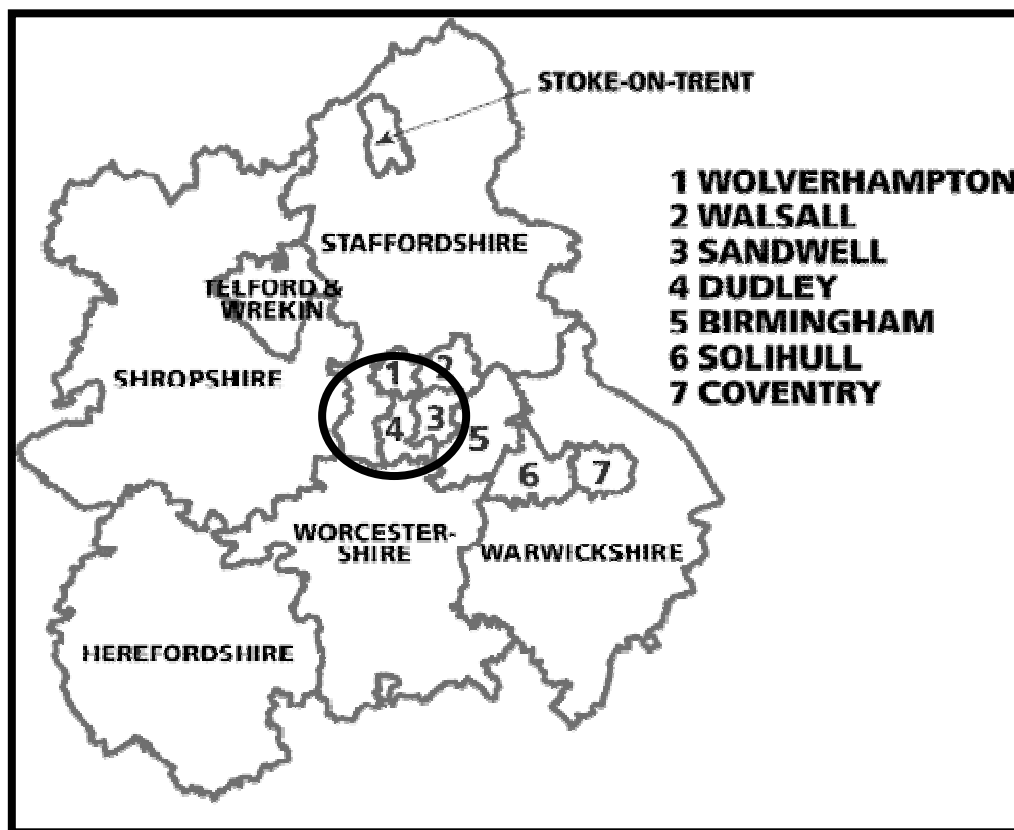 STOKE-ON-TRENT
1 WOLVERHAMPTON
2 WALSALL
3 SANDWELL
4 DUDLEY
5 BIRMINGHAM
6 SOLIHULL
7 COVENTRY
STAFFORDSHIRE
TELFORD &
WREKIN
SHROPSHIRE
1
2
3
4
5
6
7
WORCESTER-
SHIRE
WARWICKSHIRE
HEREFORDSHIRE